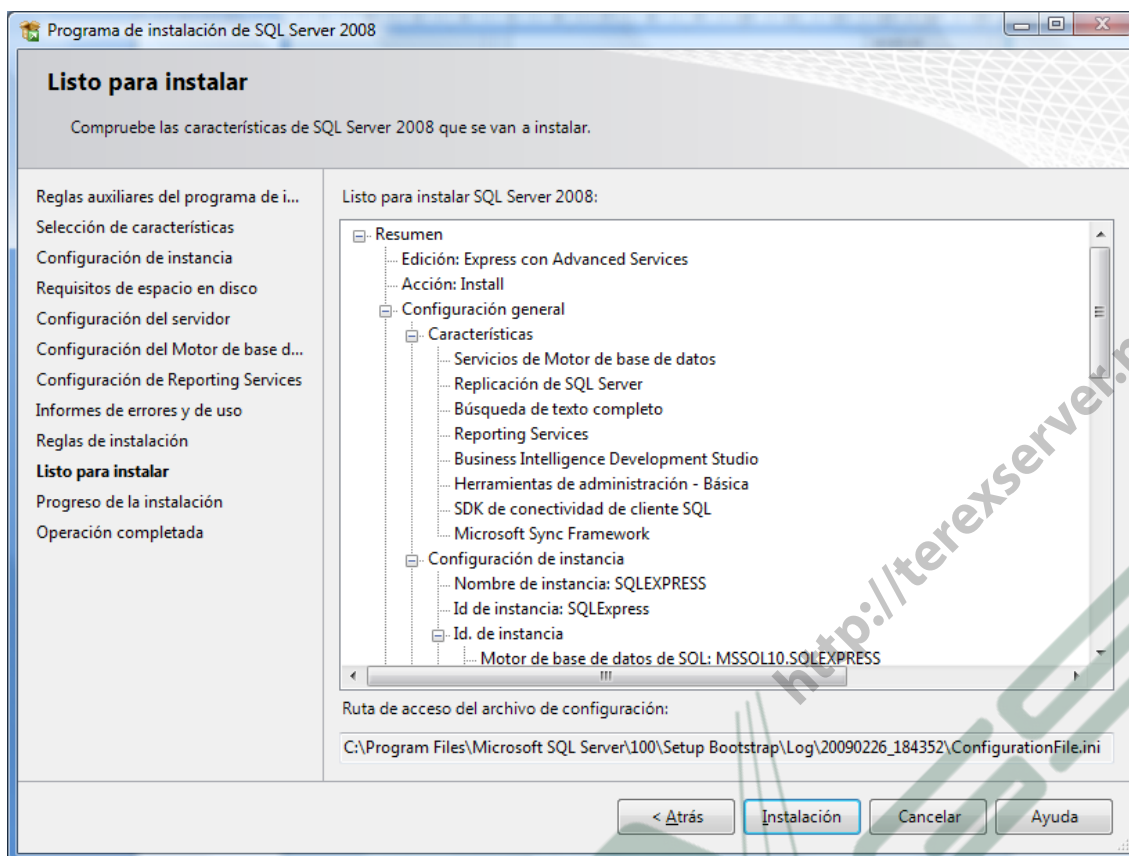 Programa de instalación de SQL Server 2008
Listo para instalar
Compruebe las características de SQL Server 2008 que se van a instalar.
Reglas auxiliares del programa de i...
Selección de características
Configuración de instancia
Requisitos de espacio en disco
Configuración del servidor
Configuración del Motor de base d...
Configuración de Reporting Services
Informes de errores y de uso
Reglas de instalación
Listo para instalar
Progreso de la instalación
Operación completada
Listo para instalar SQL Server 2008:
Resumen
Edición: Express con Advanced Services
Acción: Install
Configuración general
Características
Servicios de Motor de base de datos
Replicación de SQL Server
Búsqueda de texto completo
Reporting Services
Business Intelligence Development Studio
Herramientas de administración - Básica
SDK de conectividad de cliente SQL
Microsoft Sync Framework
Configuración de instancia
Nombre de instancia: SQLEXPRESS
Id de instancia: SQLExpress
Id. de instancia
Motor de base de datos de SQL: MSSQL10.SQLEXPRESS
Ruta de acceso del archivo de configuración:
C:\Program Files\Microsoft SQL Server\100\Setup Bootstrap\Log\20090226_184352\ConfigurationFile.ini
< Atrás
Instalación
Cancelar
Ayuda
http://terexserver.